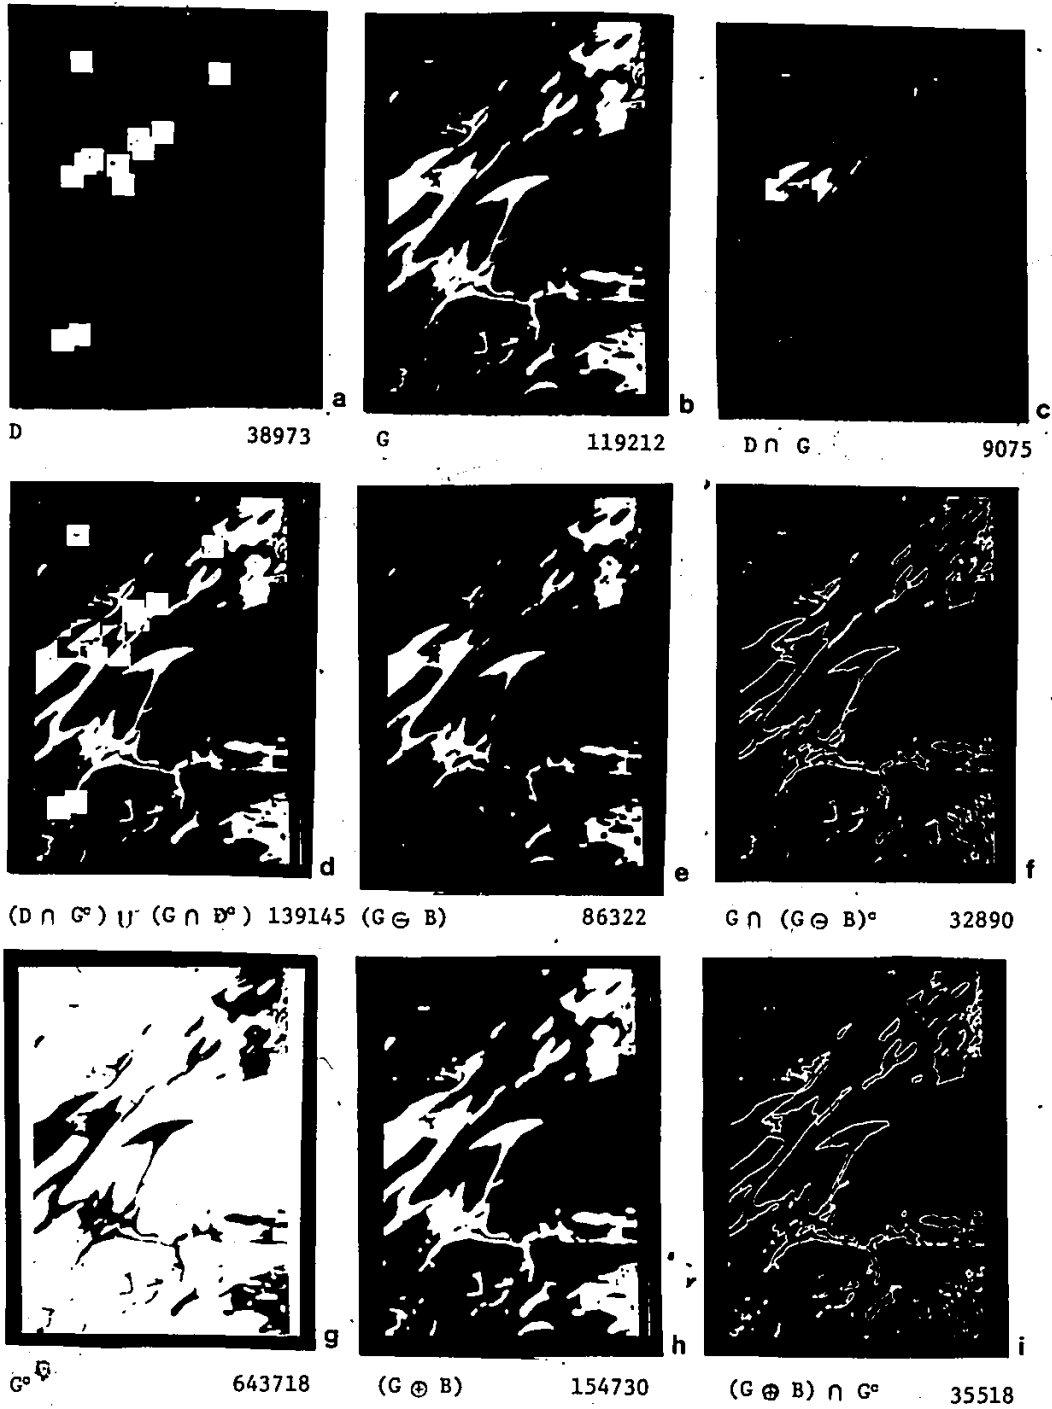 a
D 38973
b
G 119212
c
D ∩ G 9075
d
(D ∩ Gᶜ) ∪ (G ∩ Dᶜ) 139145
e
(G ⊖ B) 86322
f
G ∩ (G ⊖ B)ᶜ 32890
g
Gᶜ 643718
h
(G ⊕ B) 154730
i
(G ⊕ B) ∩ Gᶜ 35518